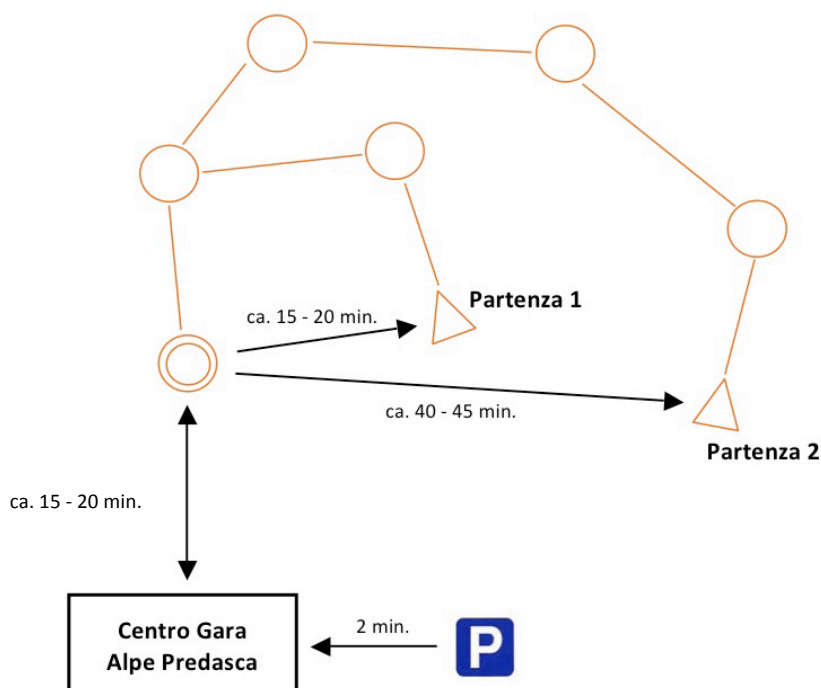 Partenza 1
ca. 15 - 20 min.
ca. 40 - 45 min.
Partenza 2
ca. 15 - 20 min.
Centro Gara
Alpe Predasca
2 min.
P